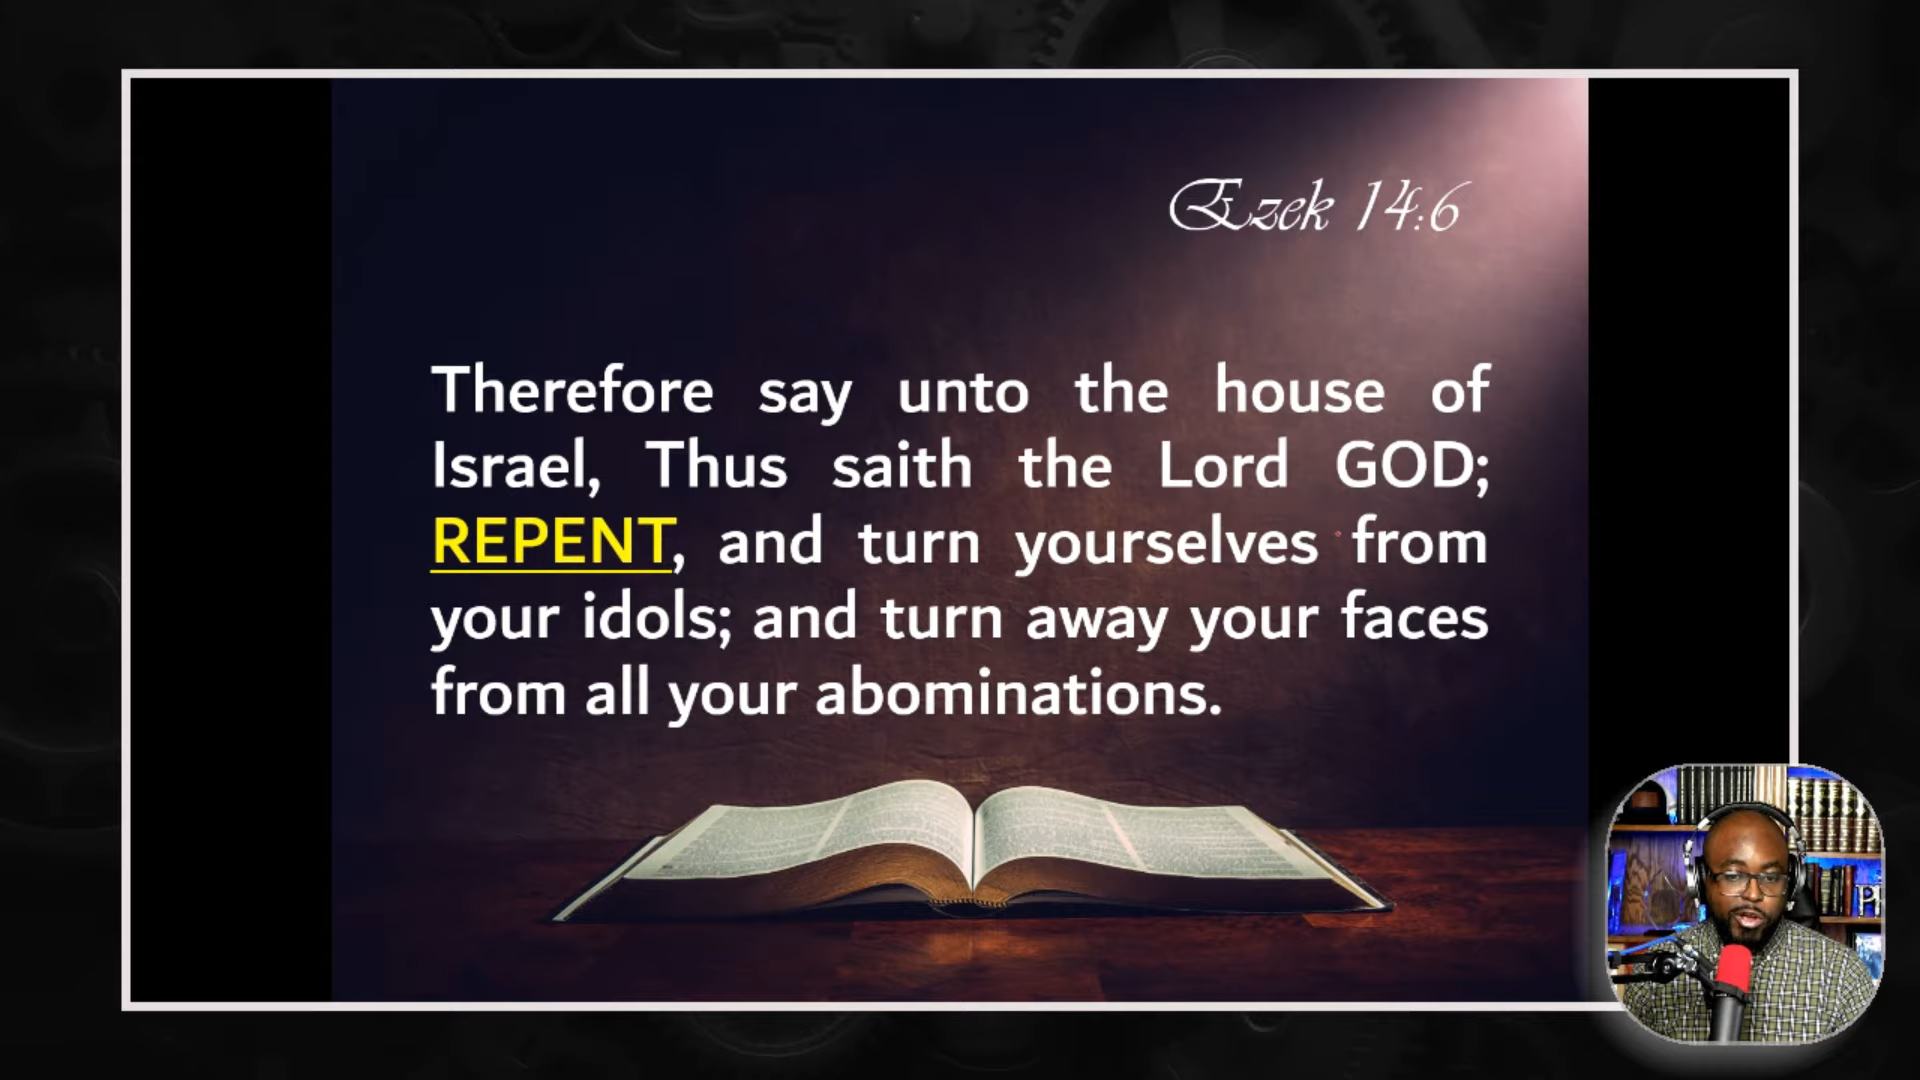 Ezek 14:6
Therefore say unto the house of
Israel, Thus saith the Lord GOD;
REPENT, and turn yourselves from
your idols; and turn away your faces
from all your abominations.